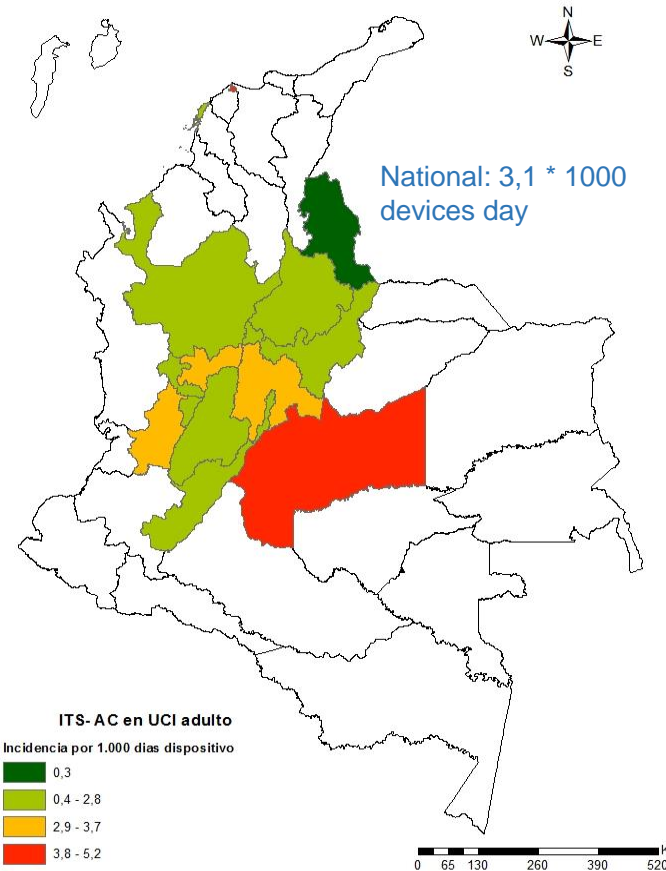 N
W E
S
National: 3,1 * 1000
devices day
ITS- AC en UCI adulto
Incidencia por 1.000 dias dispositivo
0,3
0,4 - 2,8
2,9 - 3,7
3,8 - 5,2
0 65 130 260 390 520